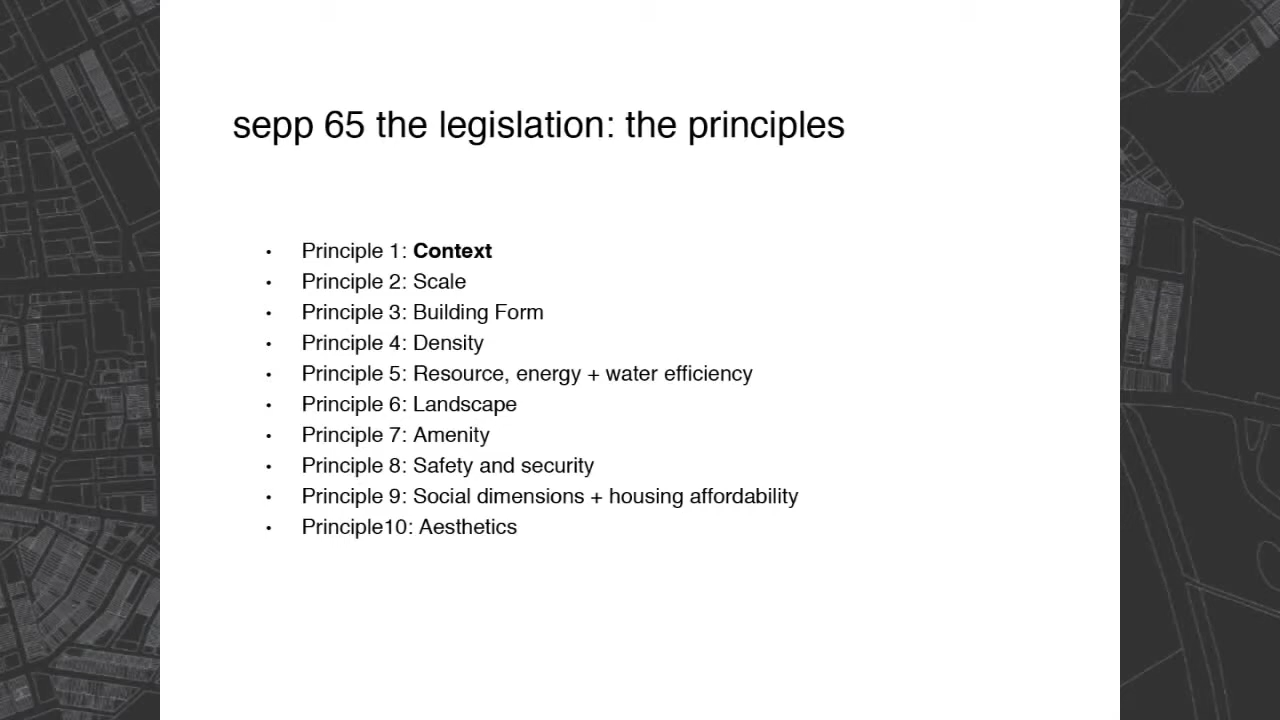 sepp 65 the legislation: the principles
• Principle 1: Context
• Principle 2: Scale
• Principle 3: Building Form
• Principle 4: Density
• Principle 5: Resource, energy + water efficiency
• Principle 6: Landscape
• Principle 7: Amenity
• Principle 8: Safety and security
• Principle 9: Social dimensions + housing affordability
• Principle10: Aesthetics